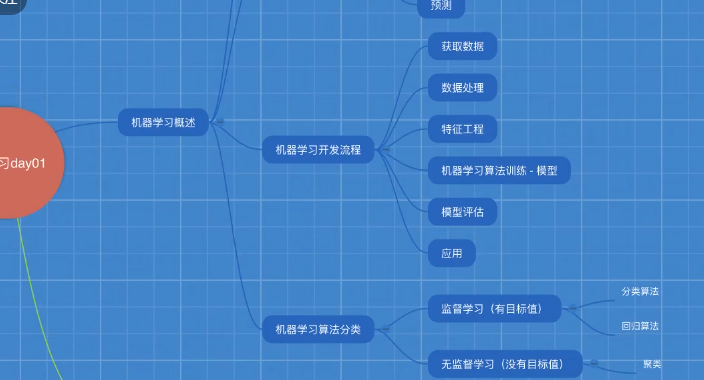 预测
获取数据
数据处理
机器学习概述
特征工程
机器学习开发流程
习day01
机器学习算法训练 - 模型
模型评估
应用
分类算法
监督学习（有目标值）
机器学习算法分类
回归算法
无监督学习（没有目标值）
聚类